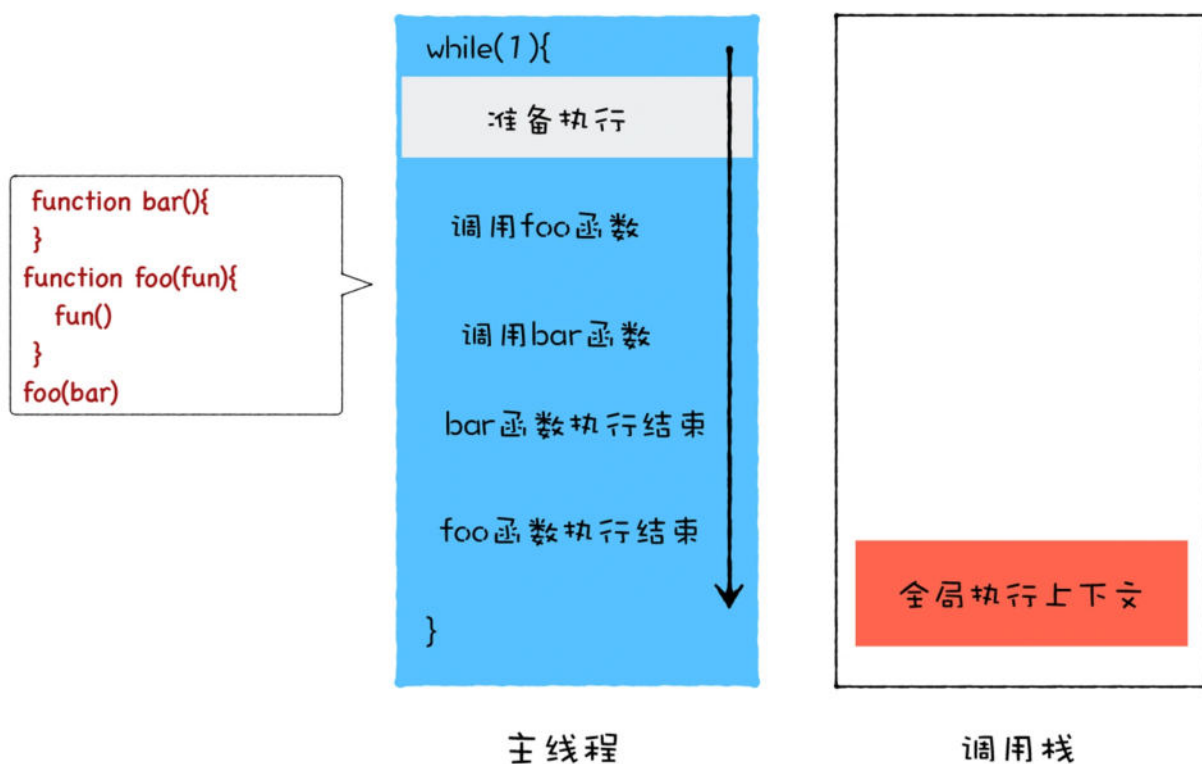 function bar(){
}
function foo(fun){
fun()
}
foo(bar)
while(1){
准备执行
调用foo函数
调用bar函数
bar函数执行结束
foo函数执行结束
}
主线程
全局执行上下文
调用栈